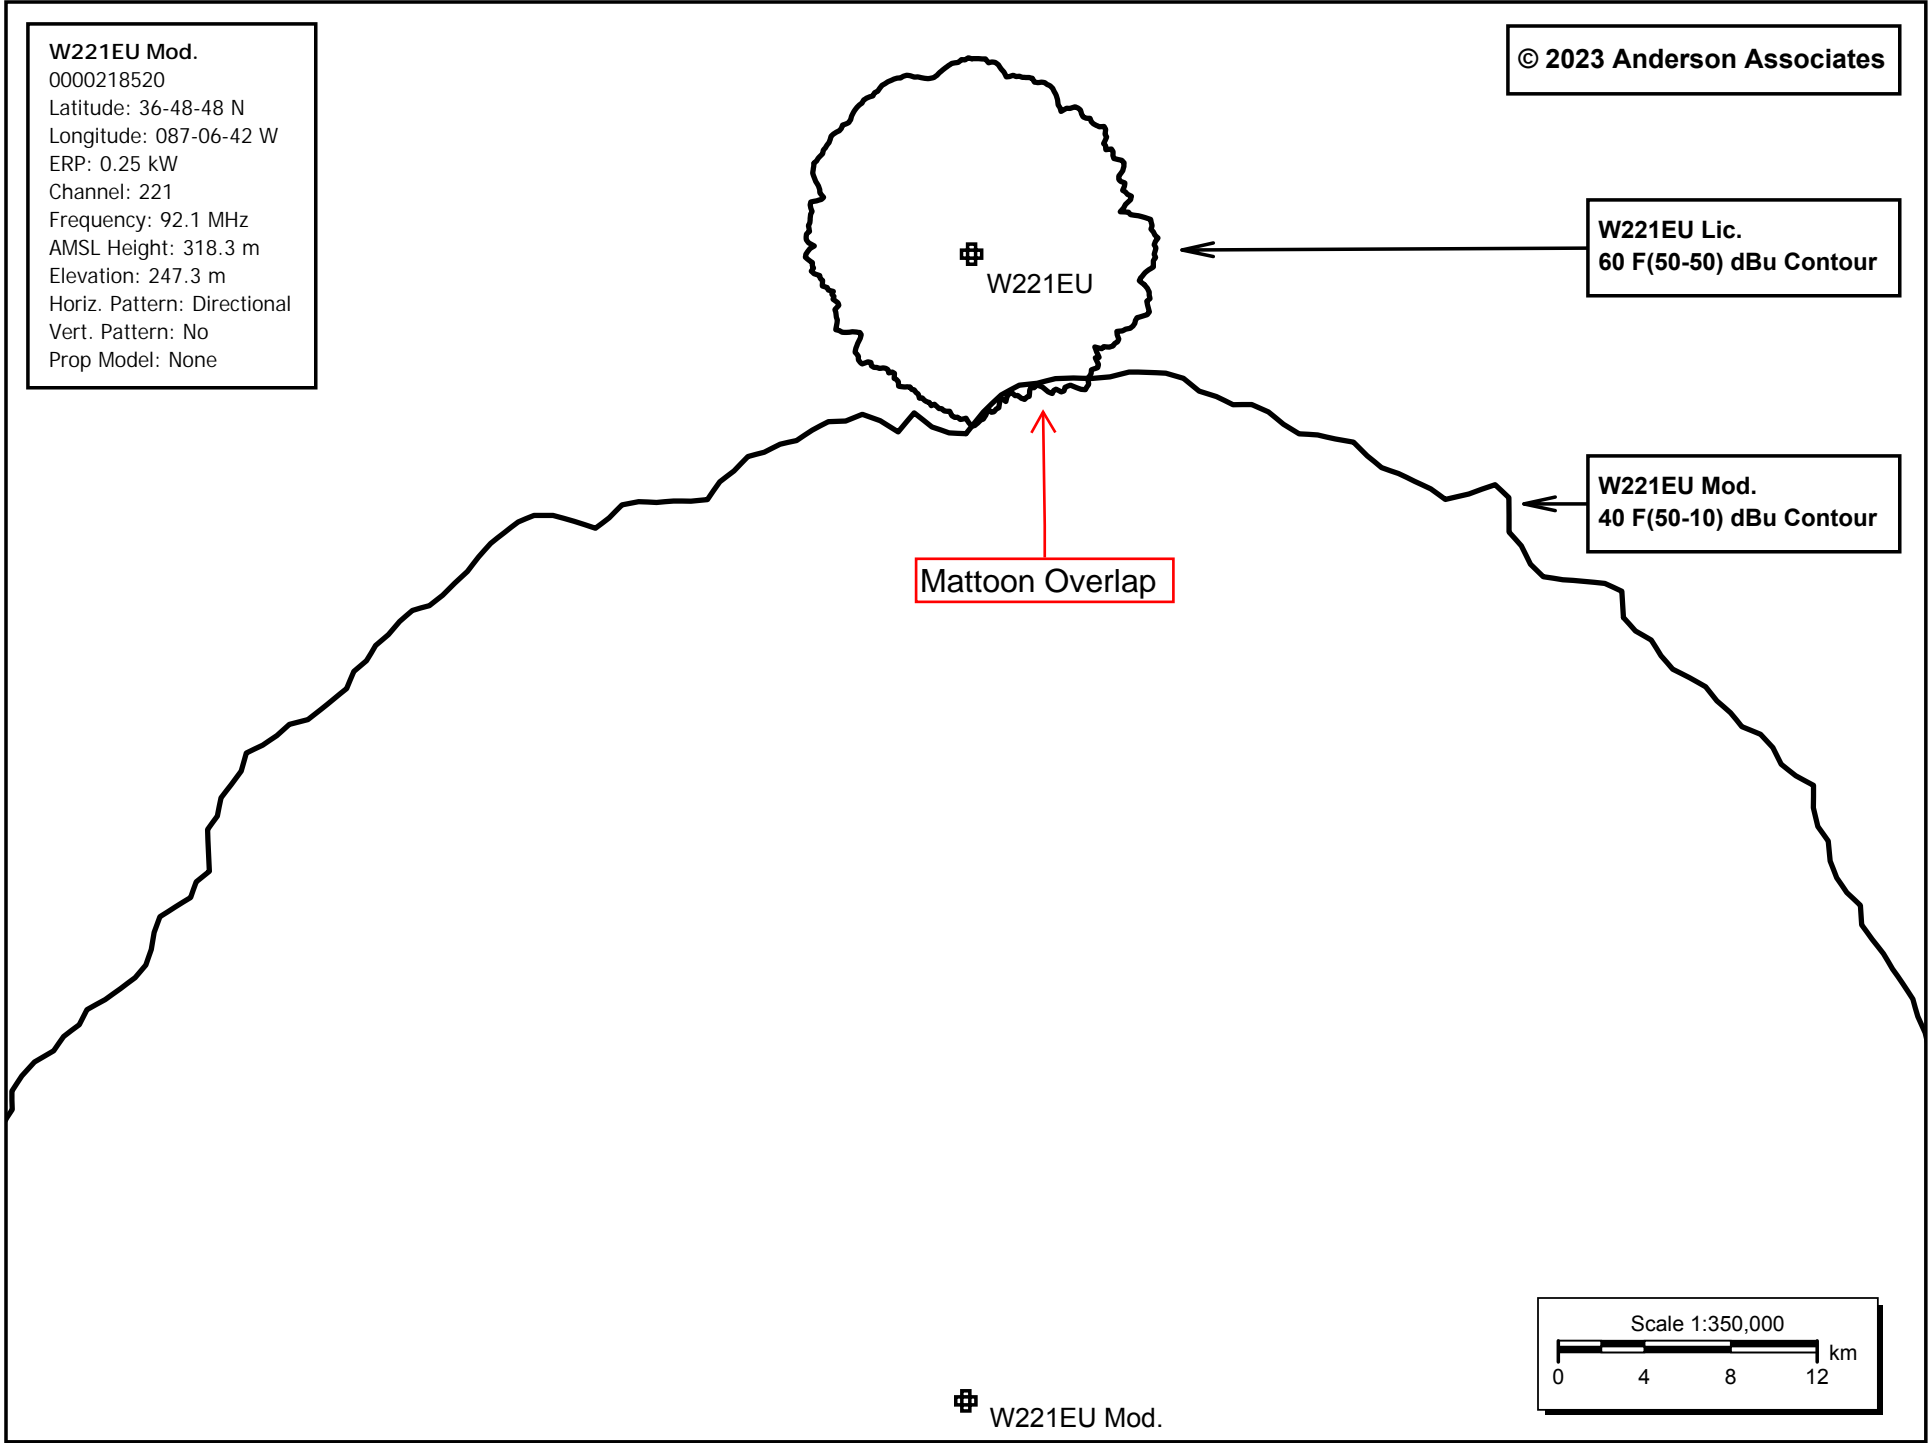 W221EU Mod.
0000218520
Latitude: 36-48-48 N
Longitude: 087-06-42 W
ERP: 0.25 kW
Channel: 221
Frequency: 92.1 MHz
AMSL Height: 318.3 m
Elevation: 247.3 m
Horiz. Pattern: Directional
Vert. Pattern: No
Prop Model: None
© 2023 Anderson Associates
W221EU Lic.
60 F(50-50) dBu Contour
W221EU
W221EU Mod.
40 F(50-10) dBu Contour
Mattoon Overlap
Scale 1:350,000
km
0 4 8 12
W221EU Mod.